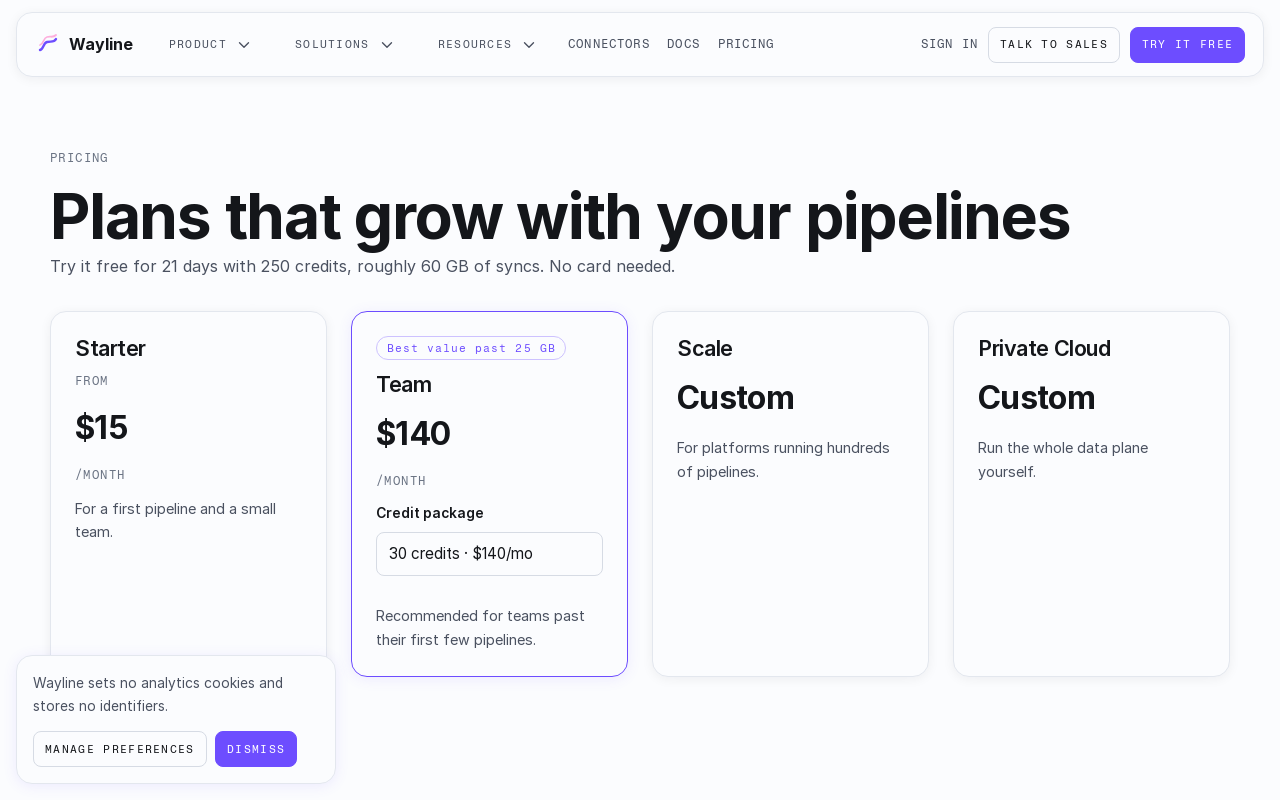 Wayline
PRODUCT
SOLUTIONS
RESOURCES
CONNECTORS
DOCS
PRICING
SIGN IN
TALK TO SALES
TRY IT FREE
PRICING
Plans that grow with your pipelines
Try it free for 21 days with 250 credits, roughly 60 GB of syncs. No card needed.
Starter
FROM
$15
/MONTH
For a first pipeline and a small
team.
Best value past 25 GB
Team
$140
/MONTH
Credit package
30 credits · $140/mo
Recommended for teams past
their first few pipelines.
Scale
Custom
For platforms running hundreds
of pipelines.
Private Cloud
Custom
Run the whole data plane
yourself.
Wayline sets no analytics cookies and
stores no identifiers.
MANAGE PREFERENCES
DISMISS